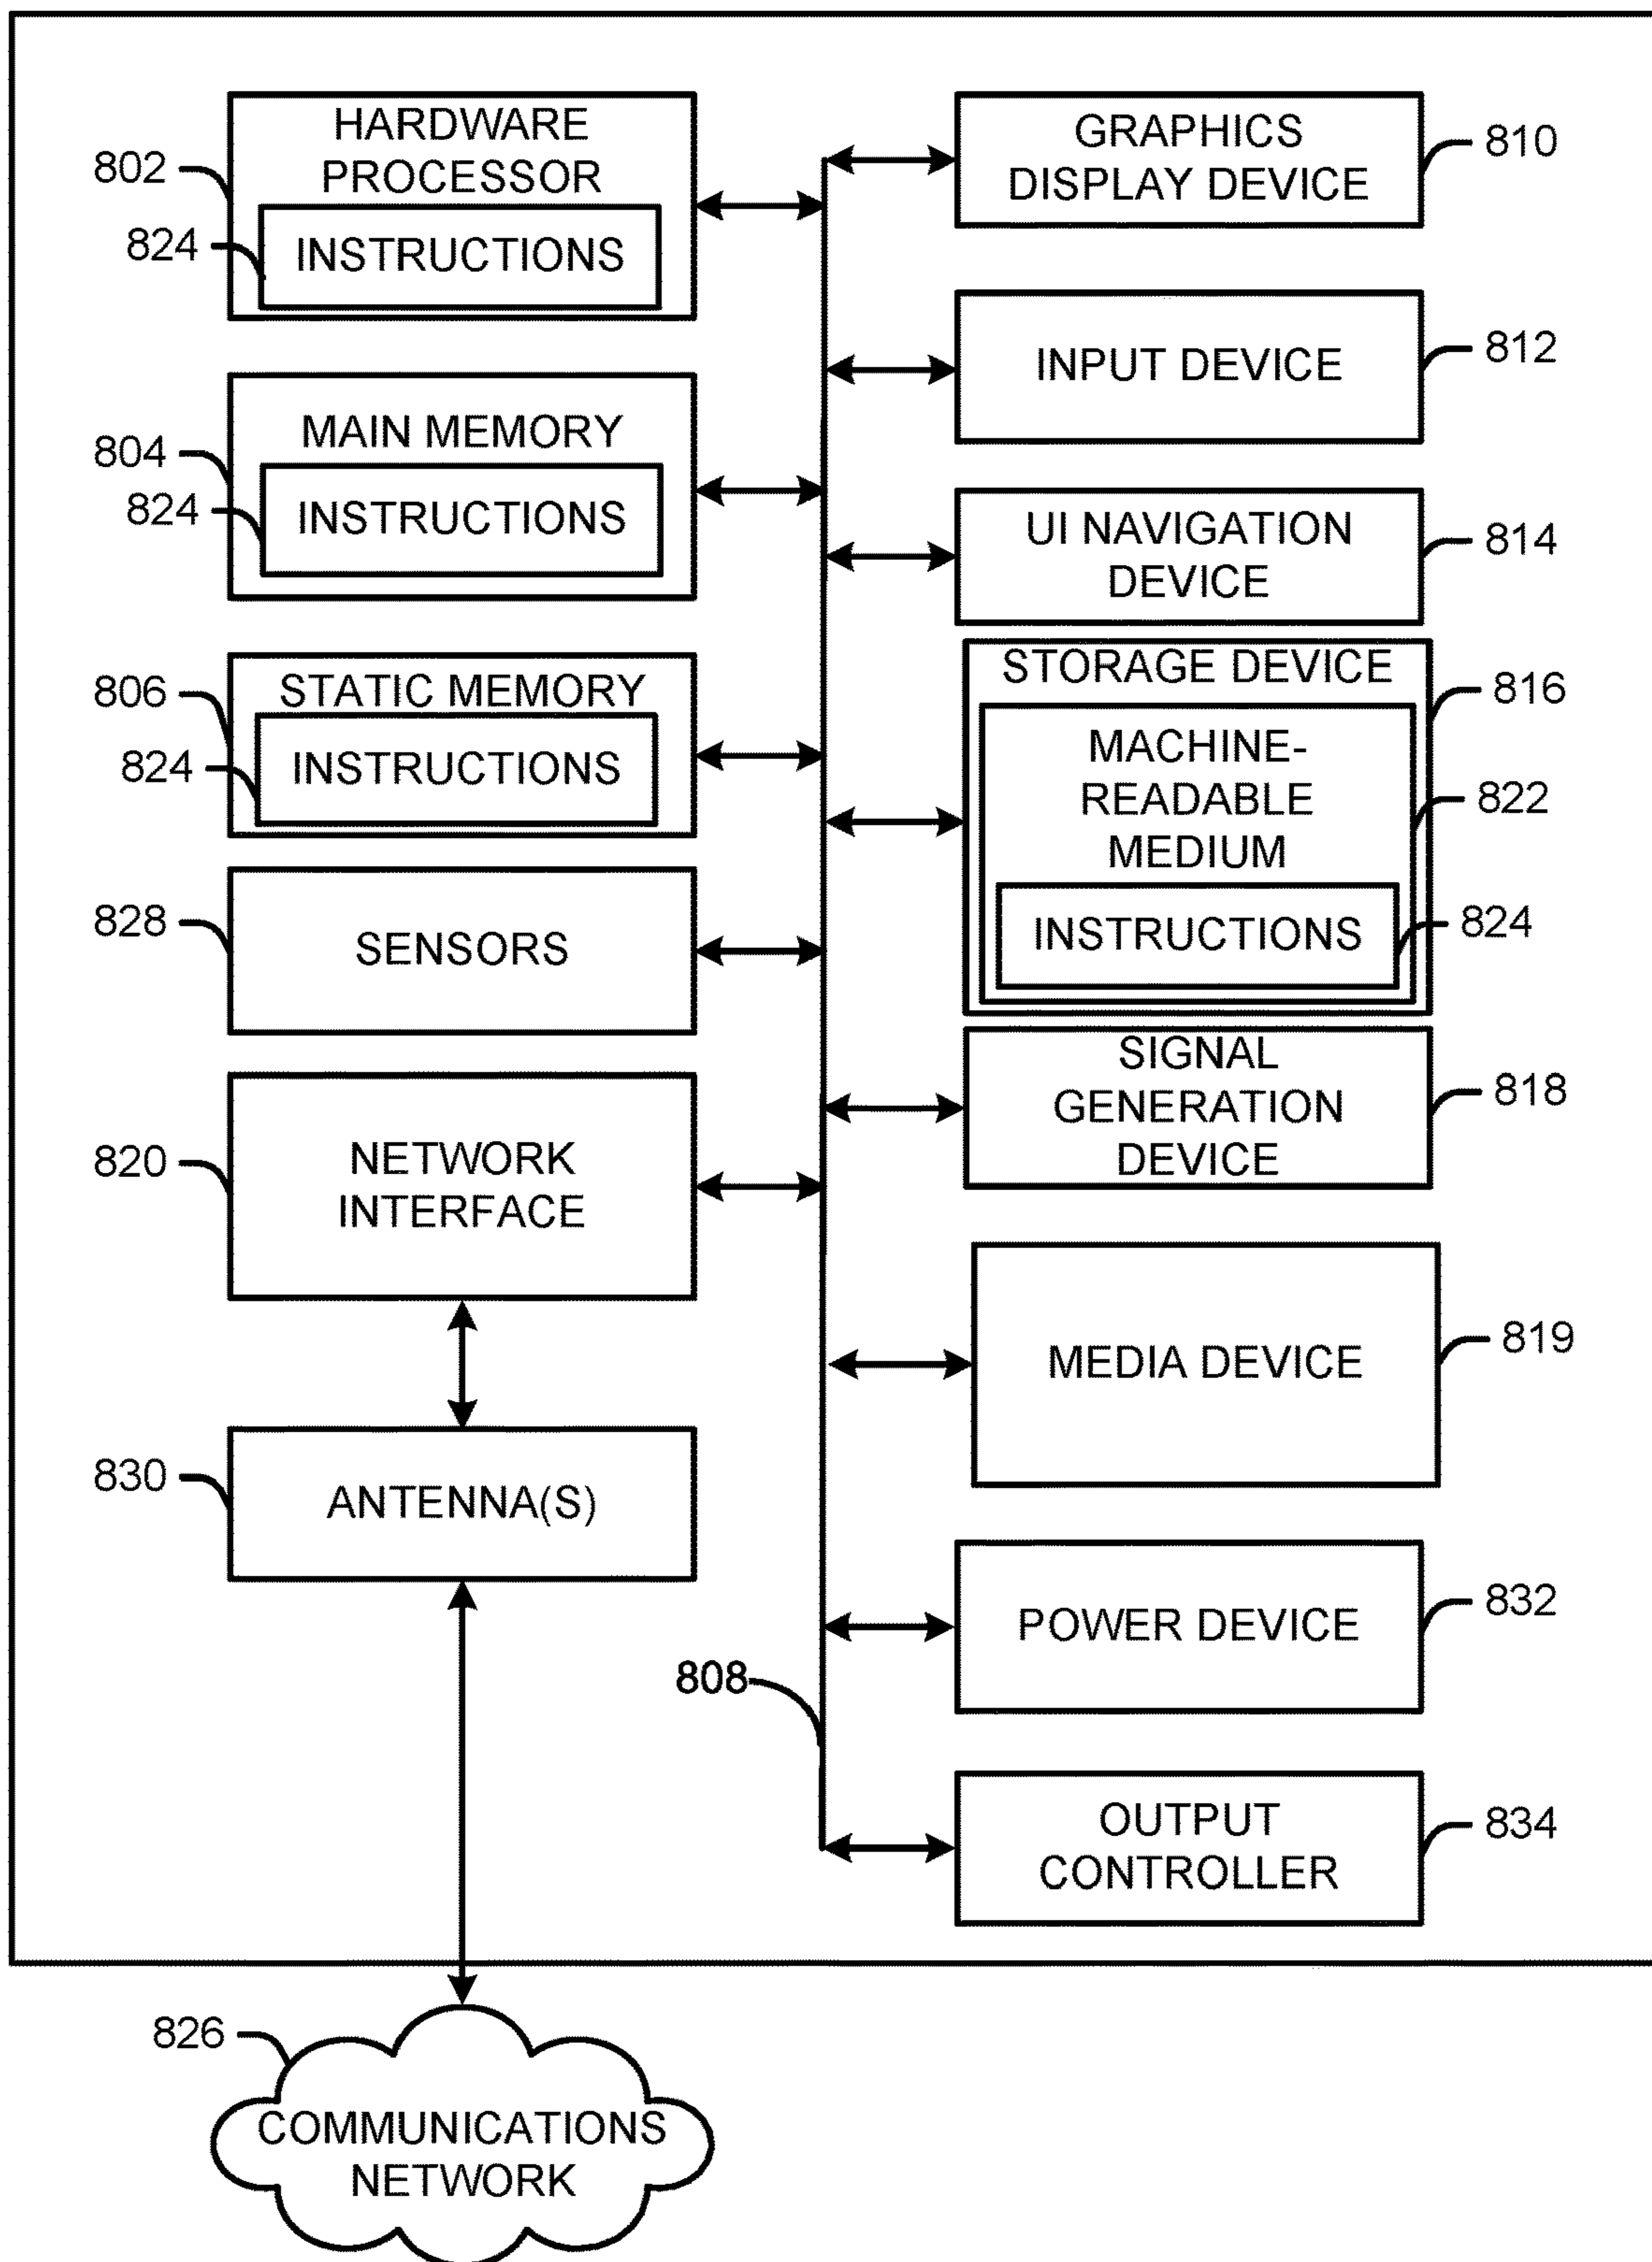 HARDWARE
PROCESSOR
802
824
INSTRUCTIONS
MAIN MEMORY
804
824
INSTRUCTIONS
STATIC MEMORY
806
824
INSTRUCTIONS
828
SENSORS
820
NETWORK
INTERFACE
830
ANTENNA(S)
808
GRAPHICS
DISPLAY DEVICE
810
INPUT DEVICE
812
UI NAVIGATION
DEVICE
814
STORAGE DEVICE
816
MACHINE-
READABLE
MEDIUM
822
INSTRUCTIONS
824
SIGNAL
GENERATION
DEVICE
818
MEDIA DEVICE
819
POWER DEVICE
832
OUTPUT
CONTROLLER
834
826
COMMUNICATIONS
NETWORK